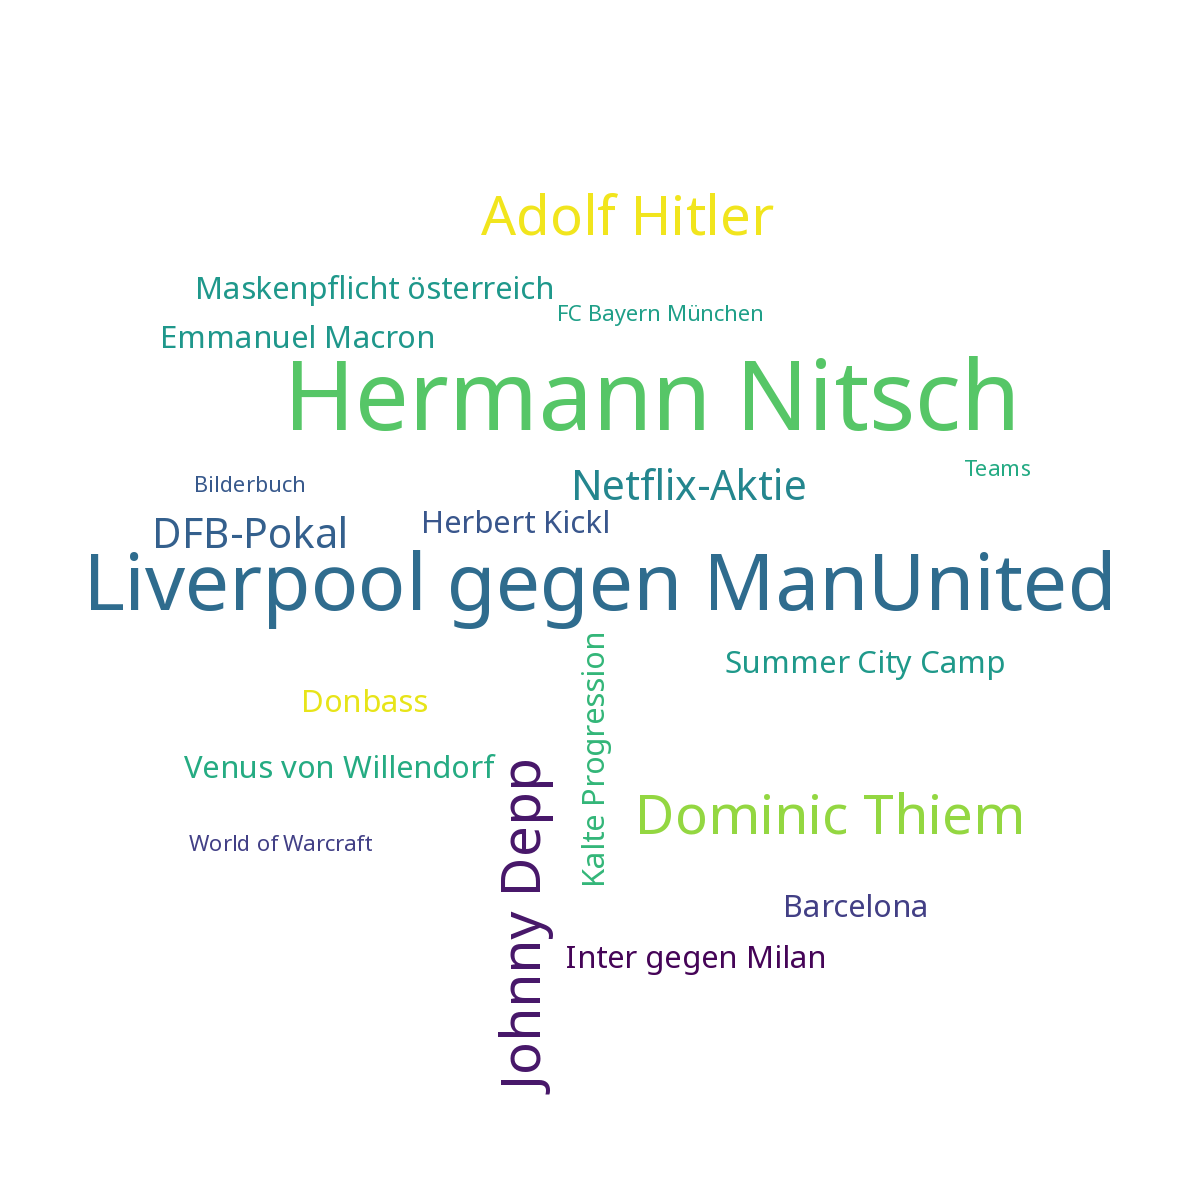 Adolf Hitler
Maskenpflicht österreich
FC Bayern München
Emmanuel Macron
Hermann Nitsch
Teams
Bilderbuch
Netflix-Aktie
Herbert Kickl
DFB-Pokal
Liverpool gegen ManUnited
Kalte Progression
Summer City Camp
Donbass
Venus von Willendorf
Johnny Depp
Dominic Thiem
World of Warcraft
Barcelona
Inter gegen Milan